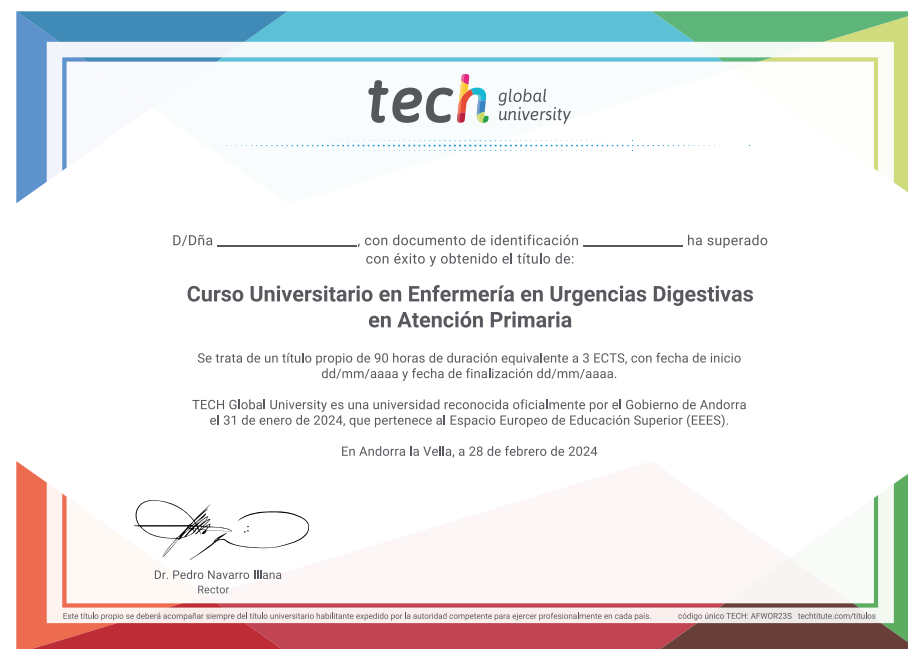 tech global university
D/Dña ____________________, con documento de identificación ______________ ha superado
con éxito y obtenido el título de:
Curso Universitario en Enfermería en Urgencias Digestivas
en Atención Primaria
Se trata de un título propio de 90 horas de duración equivalente a 3 ECTS, con fecha de inicio
dd/mm/aaaa y fecha de finalización dd/mm/aaaa.
TECH Global University es una universidad reconocida oficialmente por el Gobierno de Andorra
el 31 de enero de 2024, que pertenece al Espacio Europeo de Educación Superior (EEES).
En Andorra la Vella, a 28 de febrero de 2024
Dr. Pedro Navarro Illana
Rector
Este título propio se deberá acompañar siempre del título universitario habilitante expedido por la autoridad competente para ejercer profesionalmente en cada país. código único TECH: AFWOR23S techtitute.com/titulos